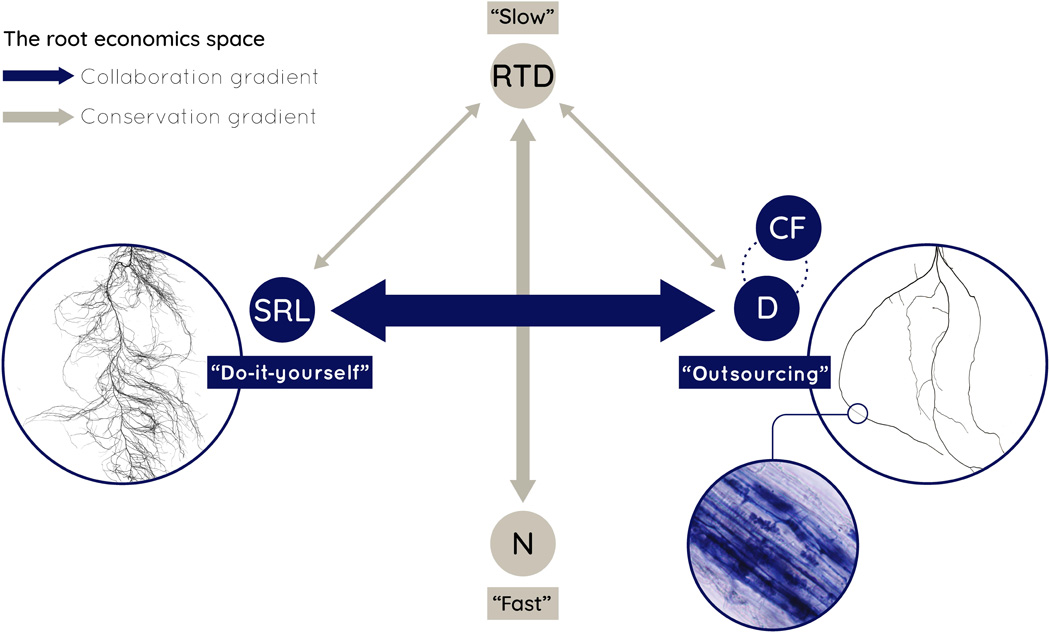 “Slow”
The root economics space
RTD
Collaboration gradient
Conservation gradient
CF
SRL
D
“Do-it-yourself”
“Outsourcing”
N
“Fast”